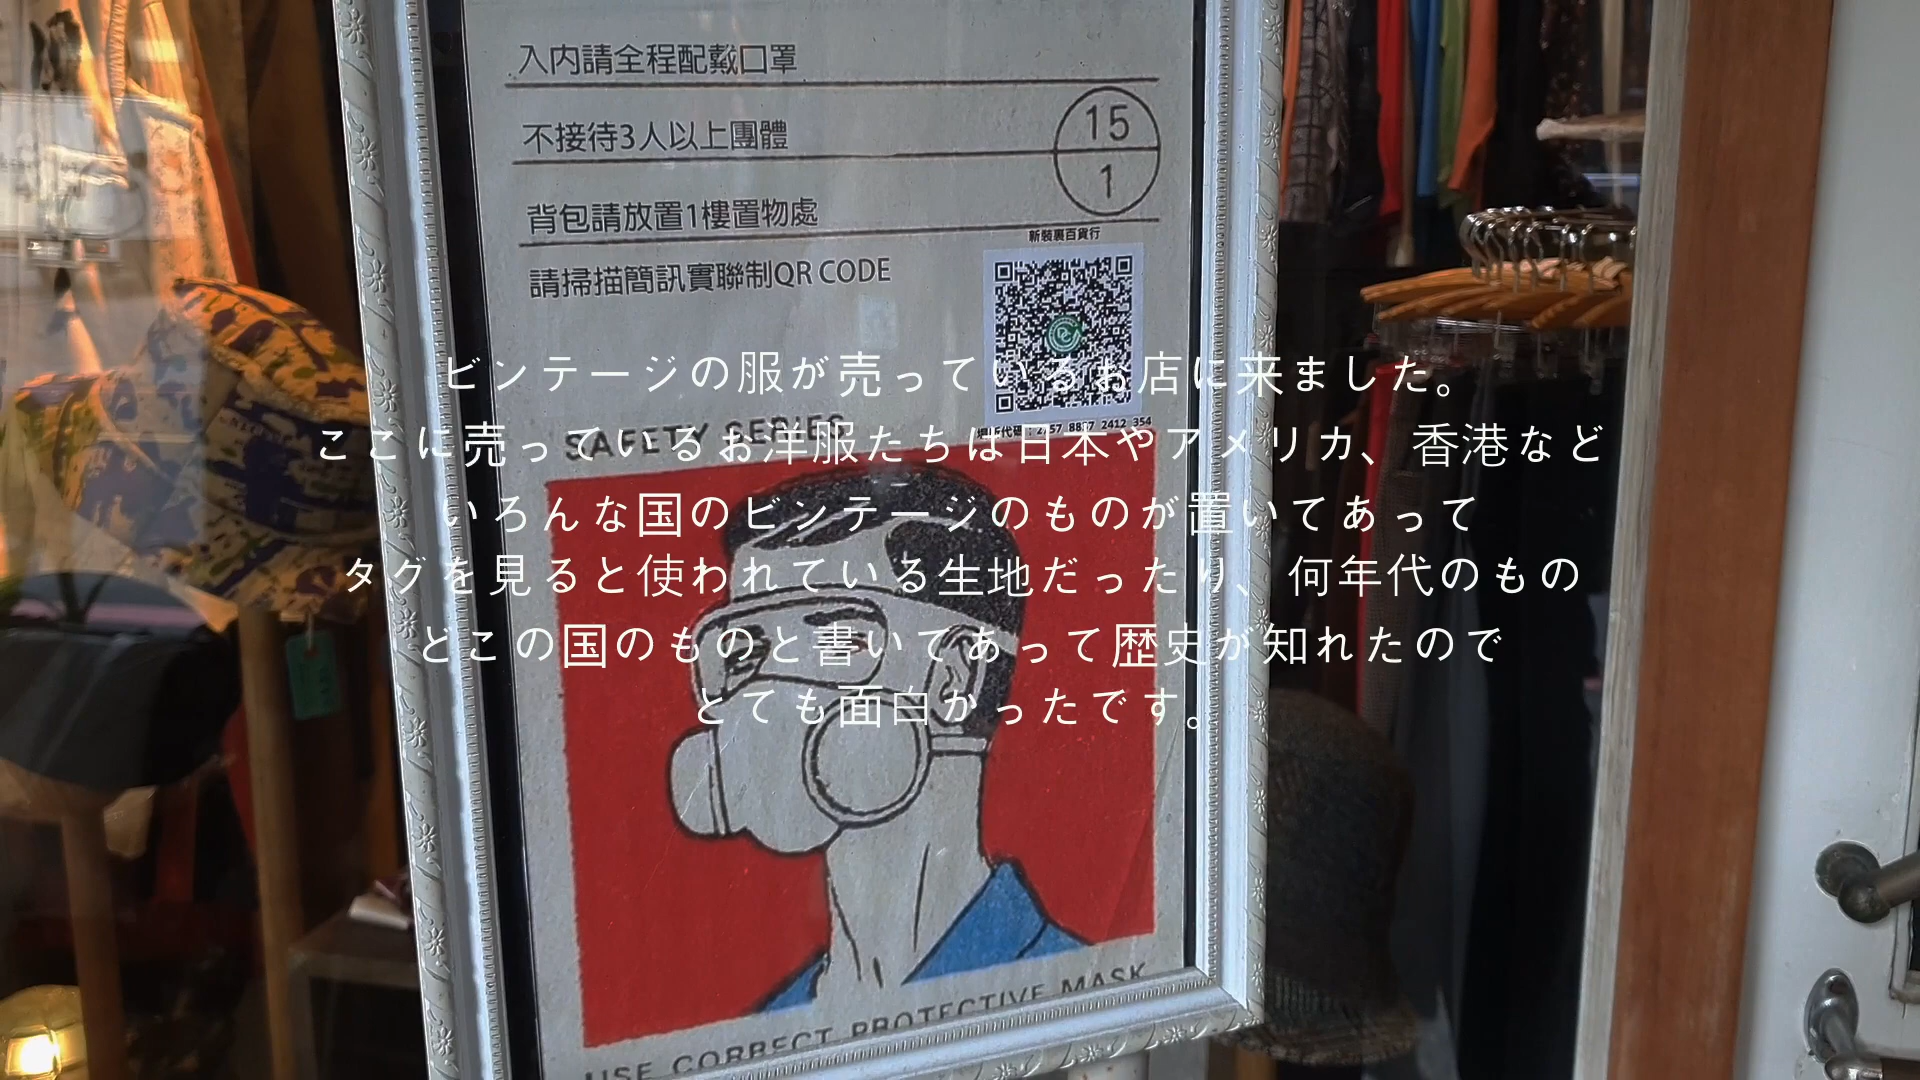 入内請全程配戴口罩
不接待3人以上團體
15
1
背包請放置1樓置物處
新裝裏百貨行
請掃描簡訊實聯制QR CODE
ビンテージの服が売っているお店に来ました。
SAFETY SERIES
ここに売っているお洋服たちは日本やアメリカ、香港など
いろんな国のビンテージのものが置いてあって
タグを見ると使われている生地だったり、何年代のもの
どこの国のものと書いてあって歴史が知れたので
とても面白かったです。
USE CORRECT PROTECTIVE MASK